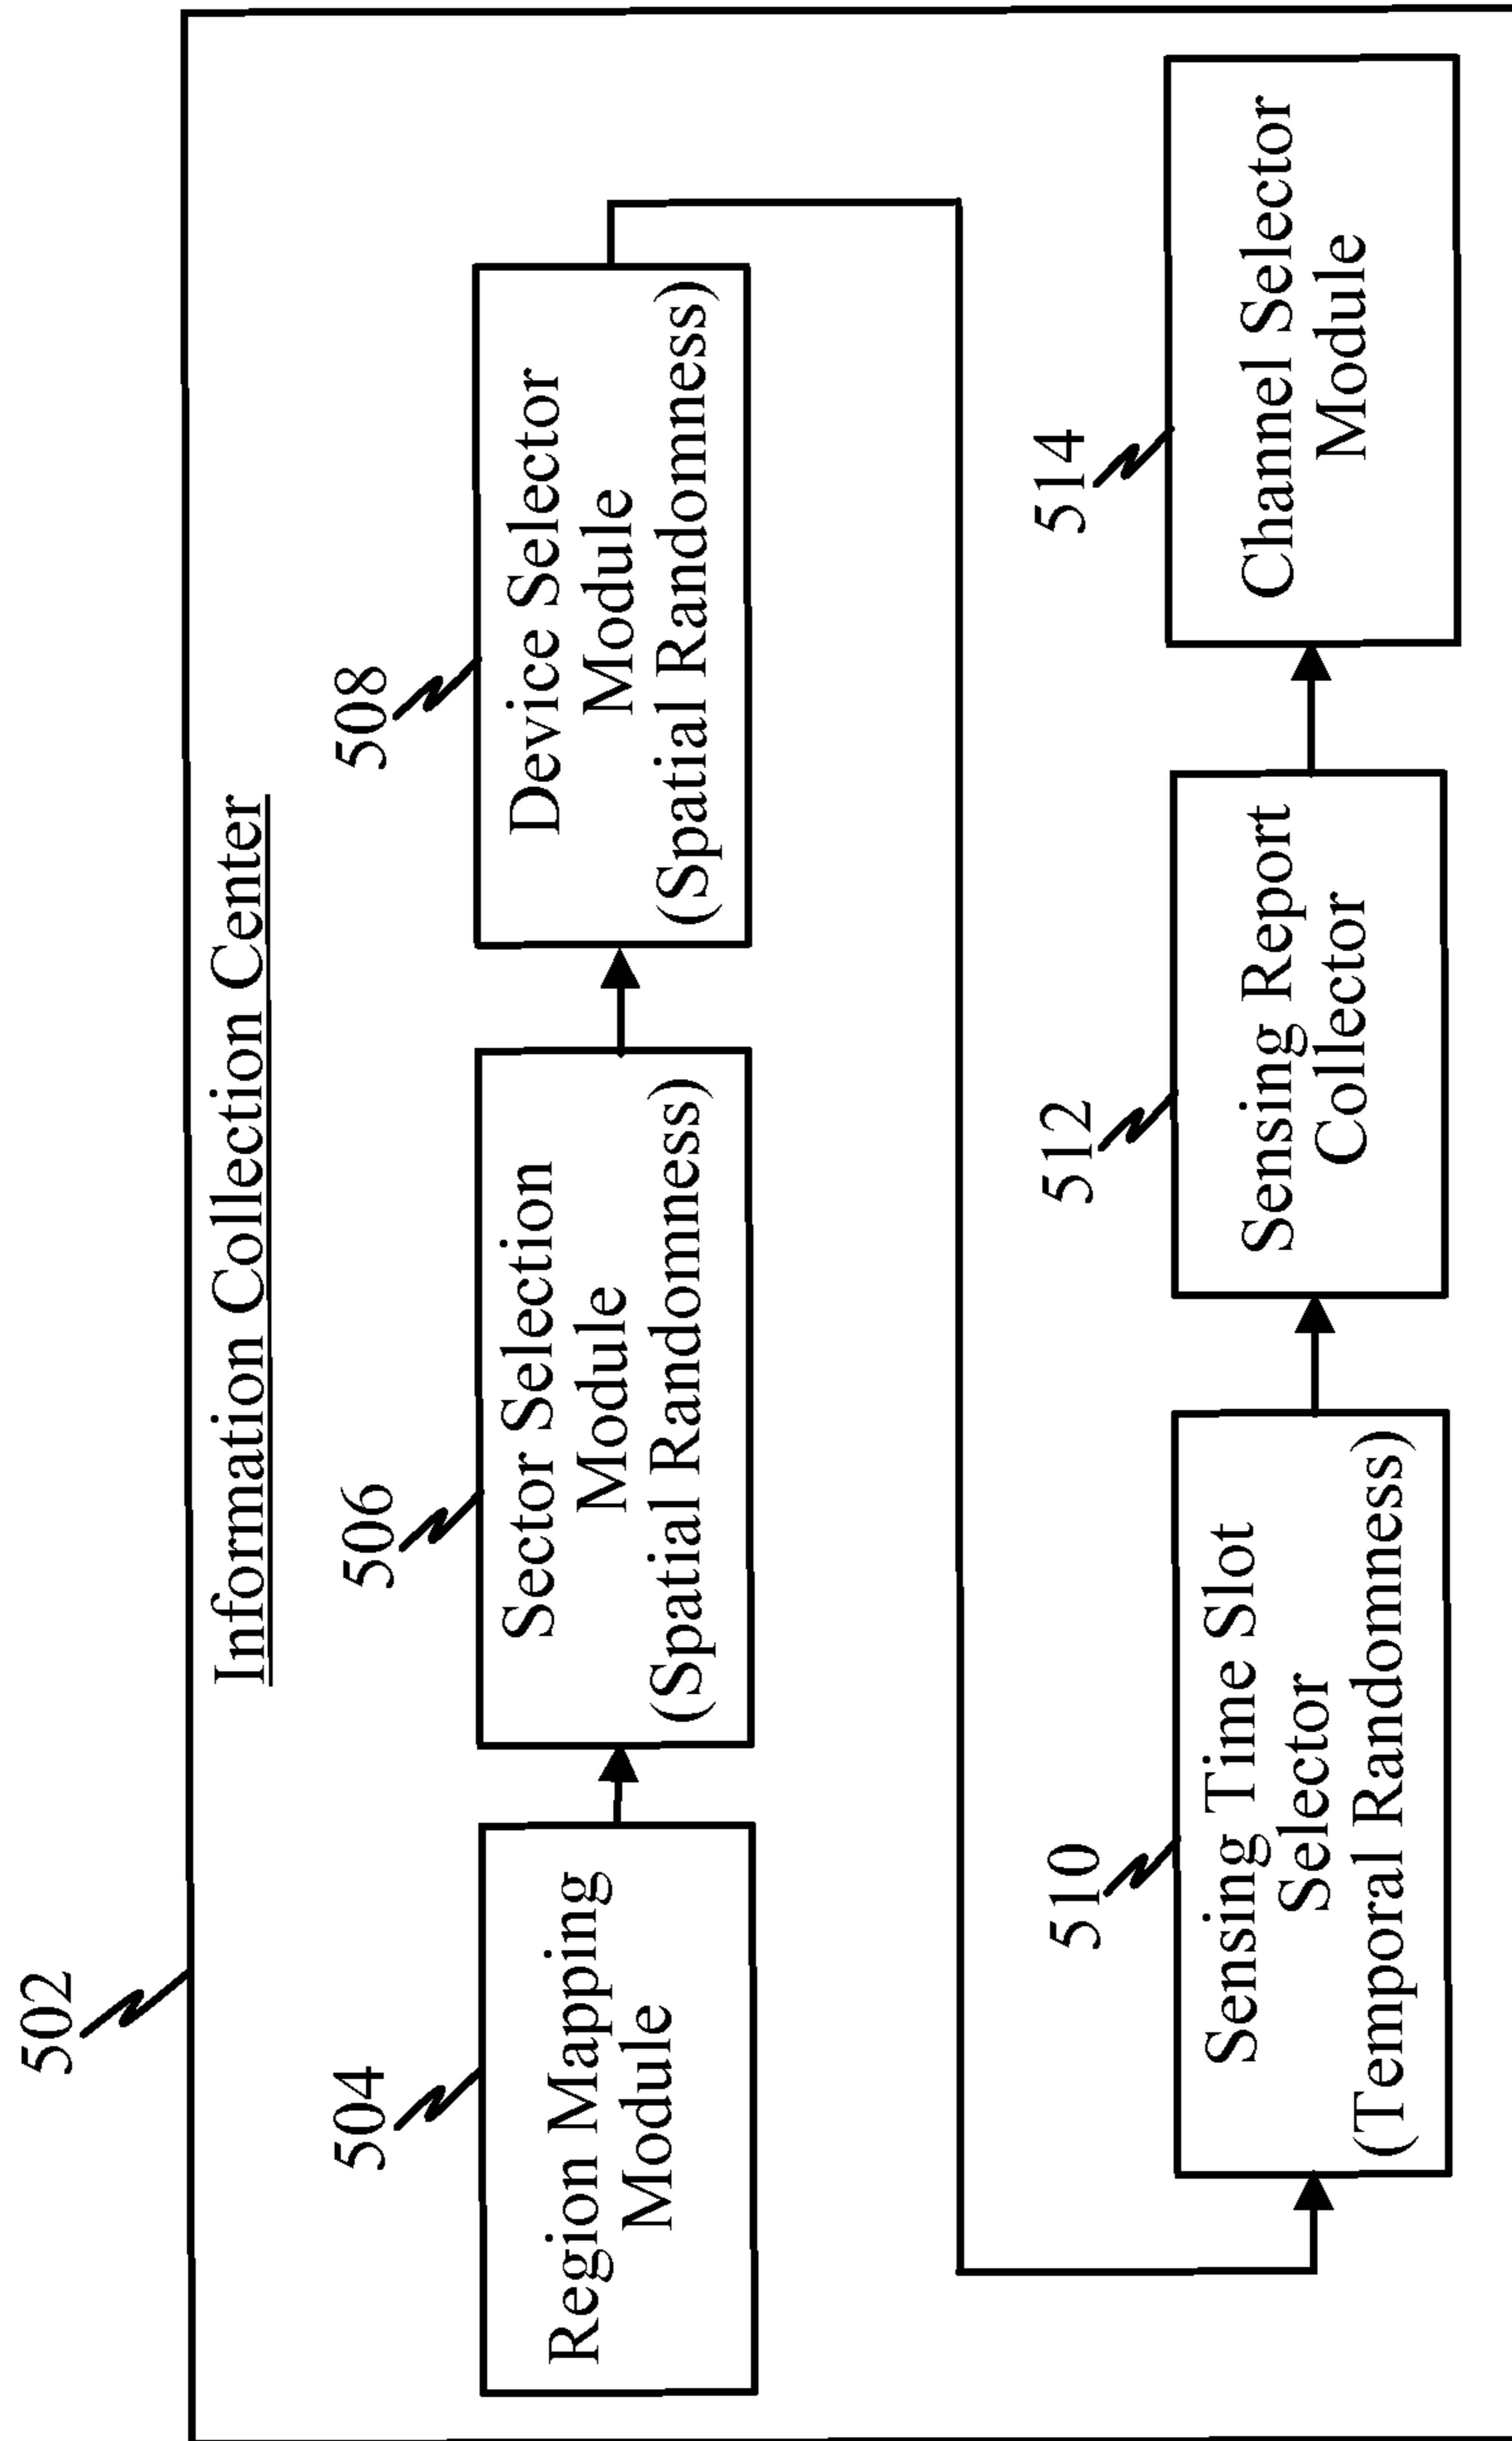 502
Information Collection Center
504
Region Mapping
Module
506
Sector Selection
Module
(Spatial Randomness)
508
Device Selector
Module
(Spatial Randomness)
510
Sensing Time Slot
Selector
(Temporal Randomness)
512
Sensing Report
Collector
514
Channel Selector
Module